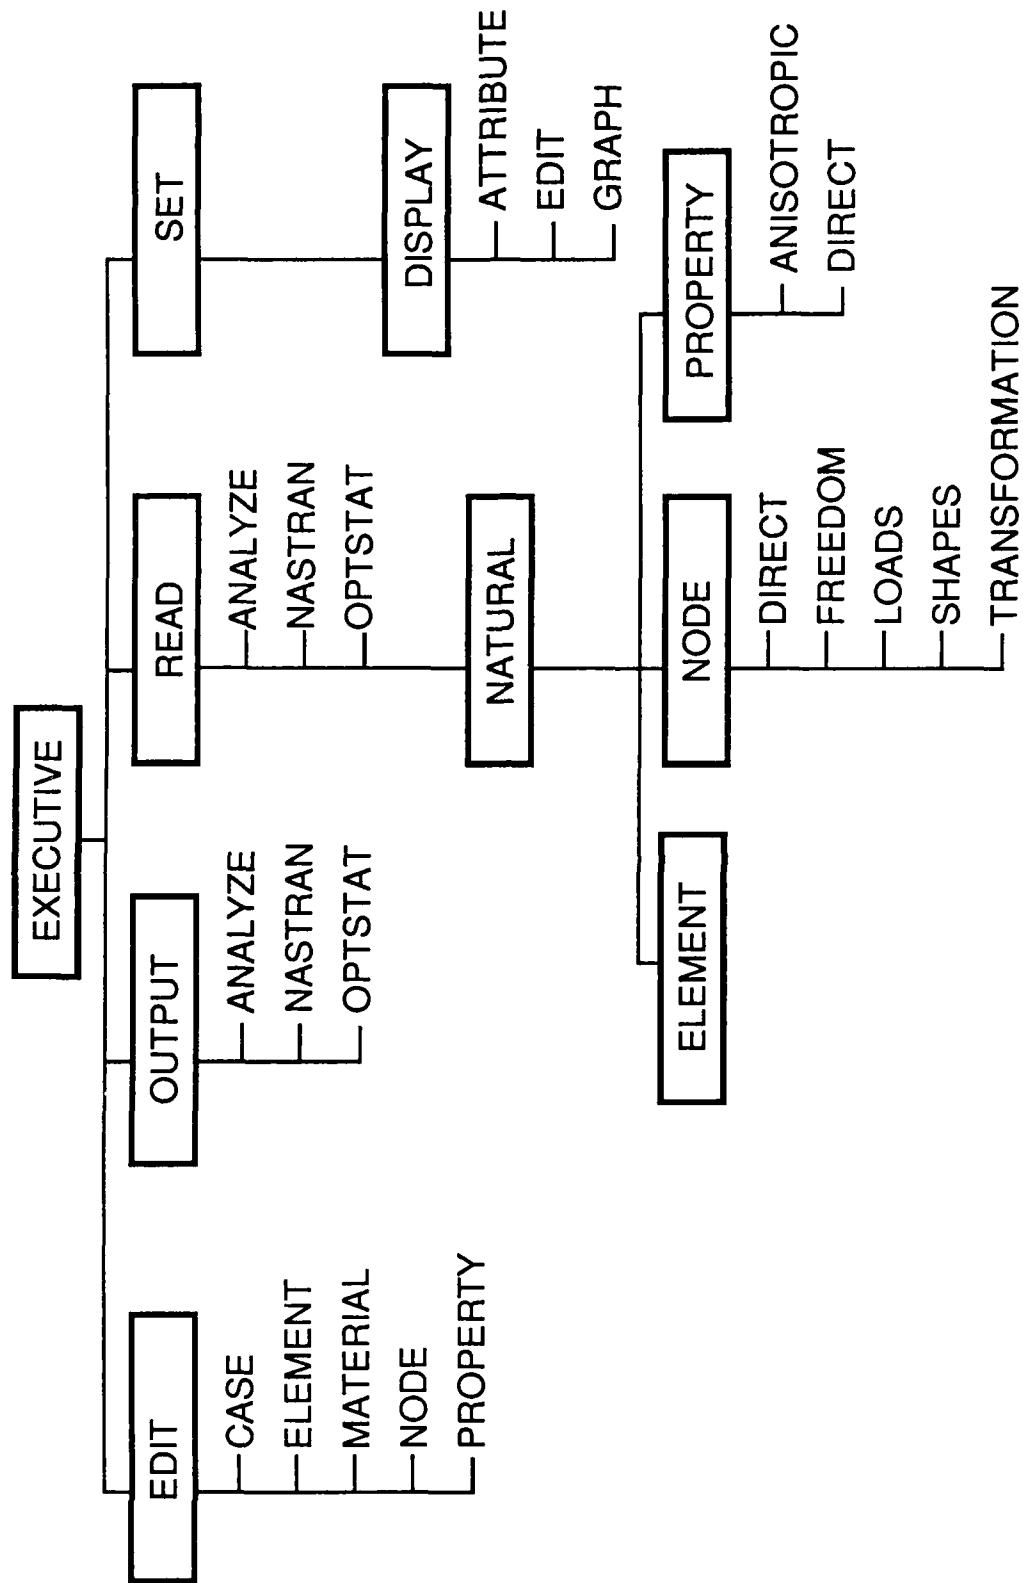 EXECUTIVE
EDIT
CASE
ELEMENT
MATERIAL
NODE
PROPERTY
OUTPUT
ANALYZE
NASTRAN
OPTSTAT
READ
ANALYZE
NASTRAN
OPTSTAT
NATURAL
ELEMENT
NODE
DIRECT
FREEDOM
LOADS
SHAPES
TRANSFORMATION
PROPERTY
ANISOTROPIC
DIRECT
SET
DISPLAY
ATTRIBUTE
EDIT
GRAPH